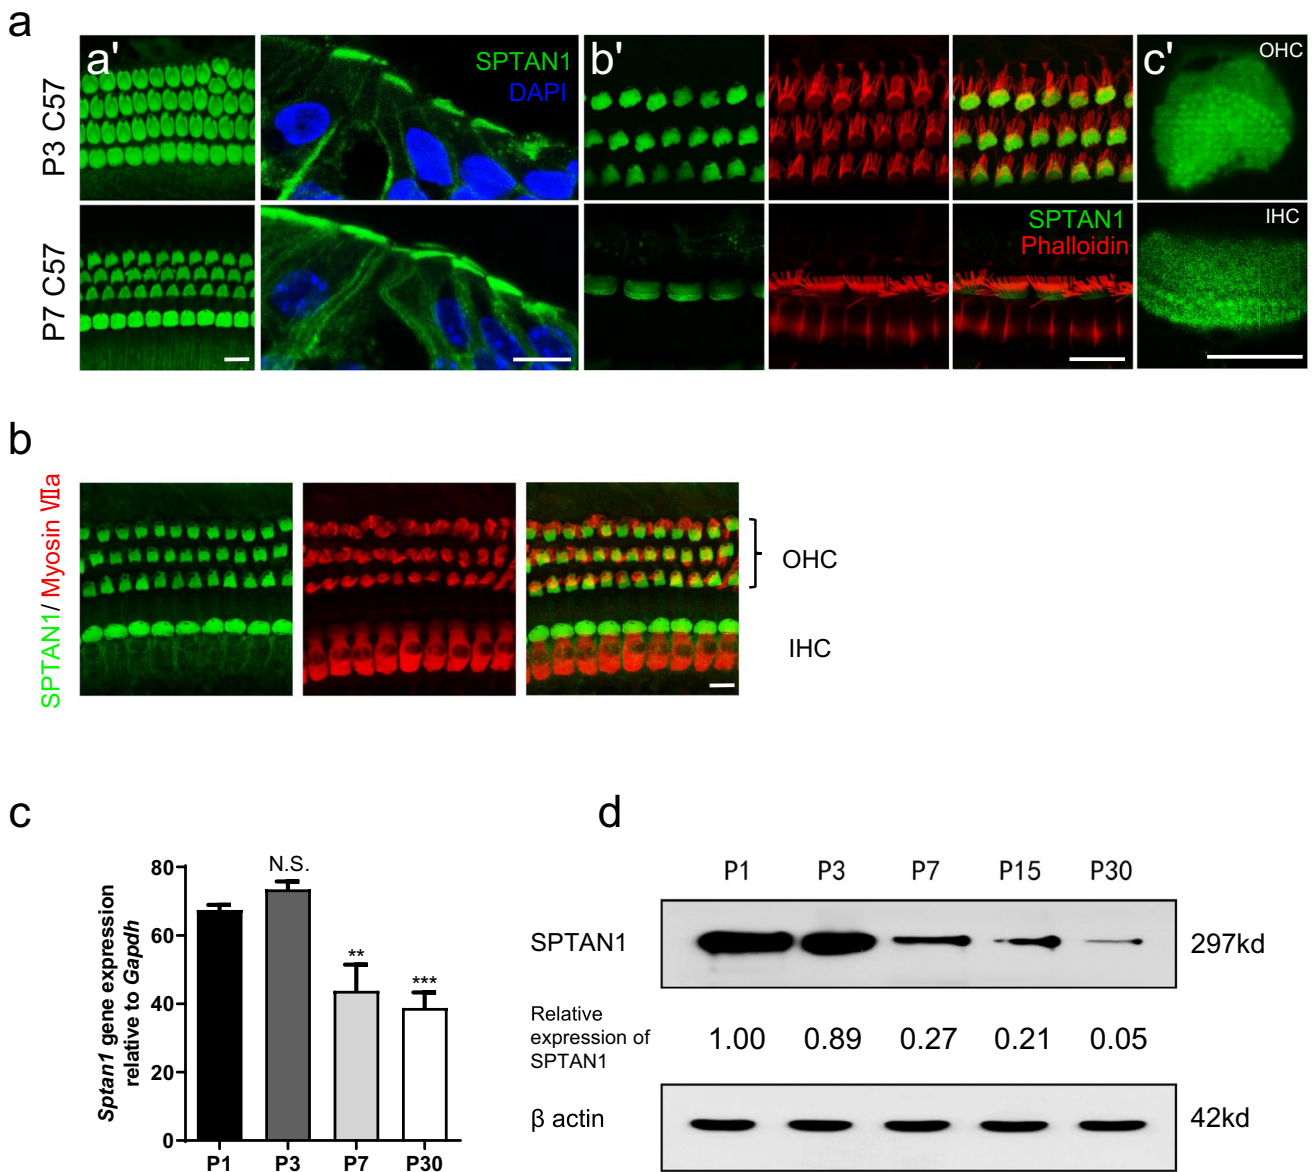 a
P3 C57
P7 C57
a'
SPTAN1
DAPI
b'
SPTAN1
Phalloidin
c'
OHC
IHC
b
SPTAN1/ Myosin Ⅶa
OHC
IHC
c
Sptan1 gene expression
relative to Gapdh
80
60
40
20
0
N.S.
**
***
P1
P3
P7
P30
d
P1
P3
P7
P15
P30
SPTAN1
297kd
Relative
expression of
SPTAN1
1.00
0.89
0.27
0.21
0.05
β actin
42kd